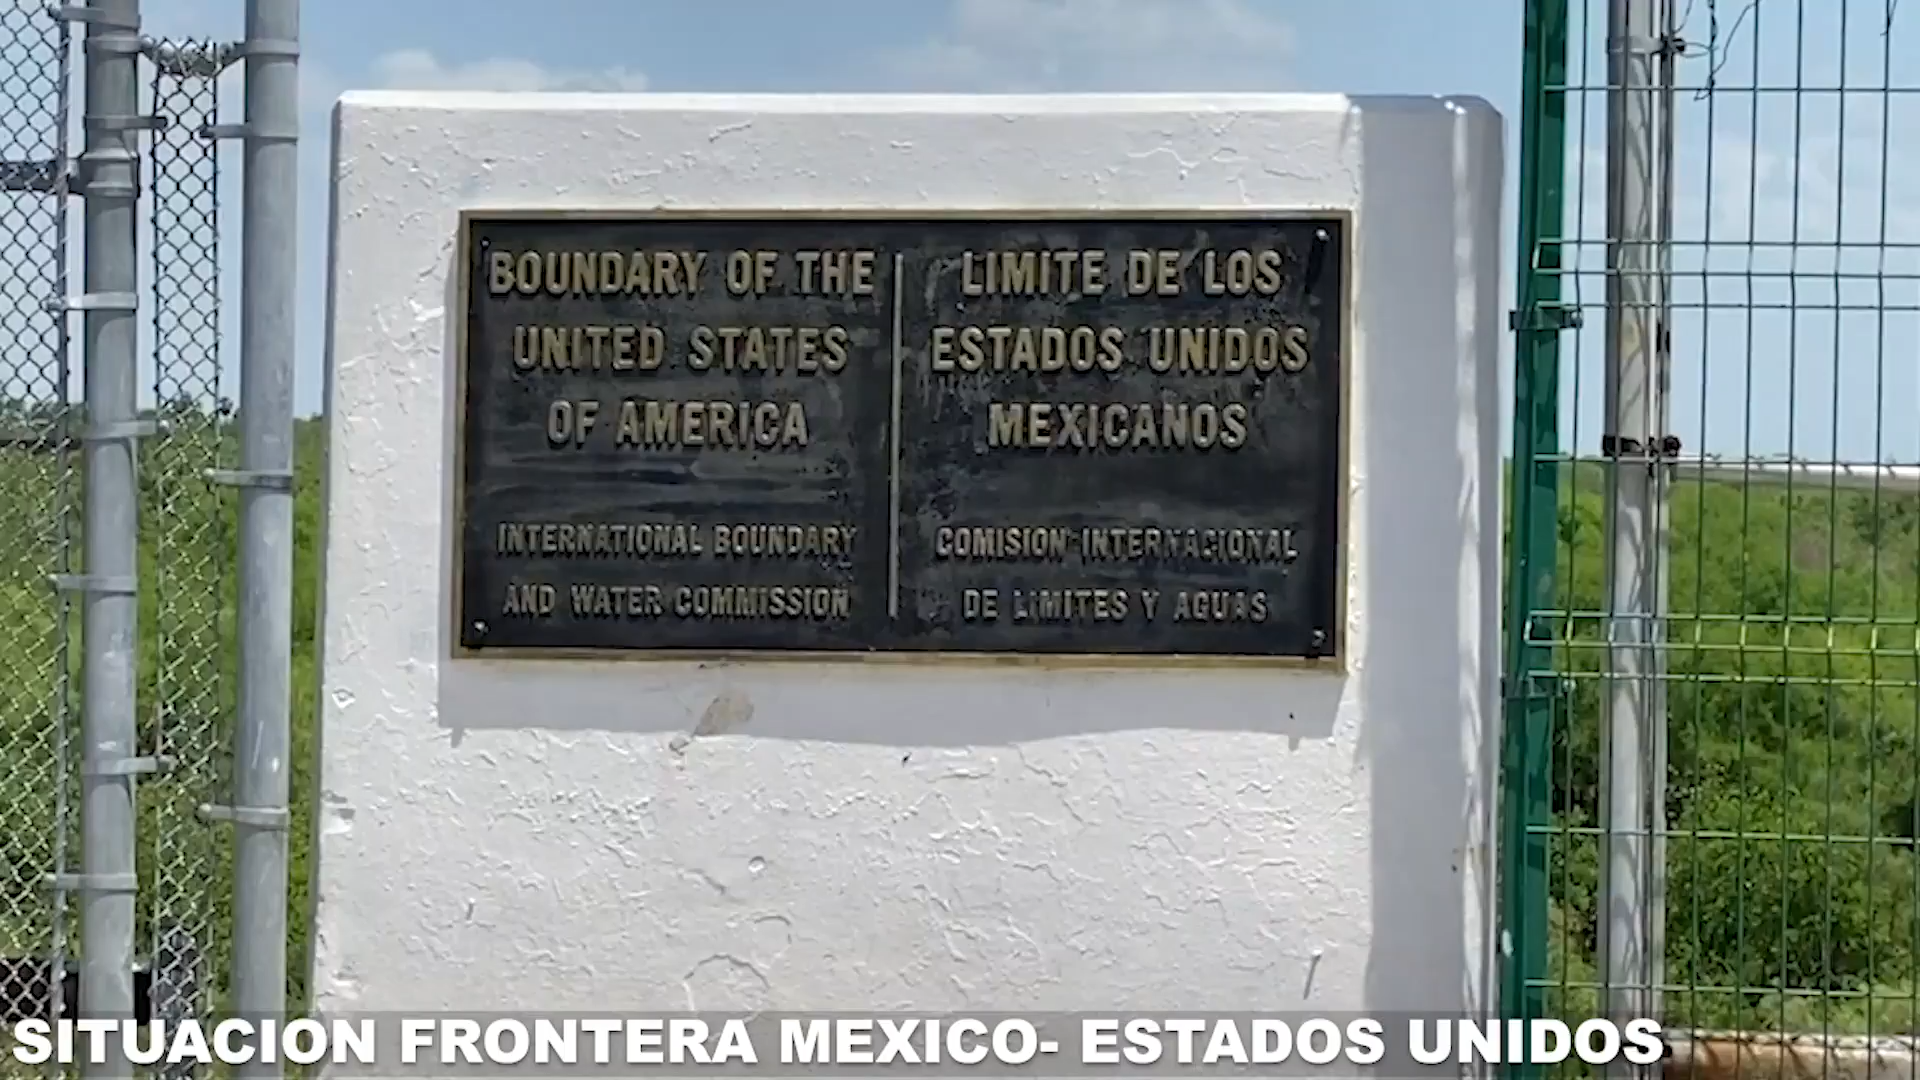 BOUNDARY OF THE
UNITED STATES
OF AMERICA
INTERNATIONAL BOUNDARY
AND WATER COMMISSION
LIMITE DE LOS
ESTADOS UNIDOS
MEXICANOS
COMISION INTERNACIONAL
DE LIMITES Y AGUAS
SITUACION FRONTERA MEXICO- ESTADOS UNIDOS